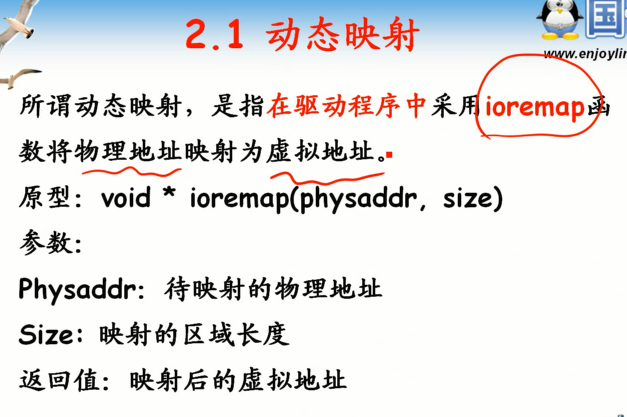 2.1 动态映射
www.enjoylin
所谓动态映射，是指在驱动程序中采用ioremap函
数将物理地址映射为虚拟地址。
原型：void * ioremap(physaddr, size)
参数：
Physaddr：待映射的物理地址
Size：映射的区域长度
返回值：映射后的虚拟地址